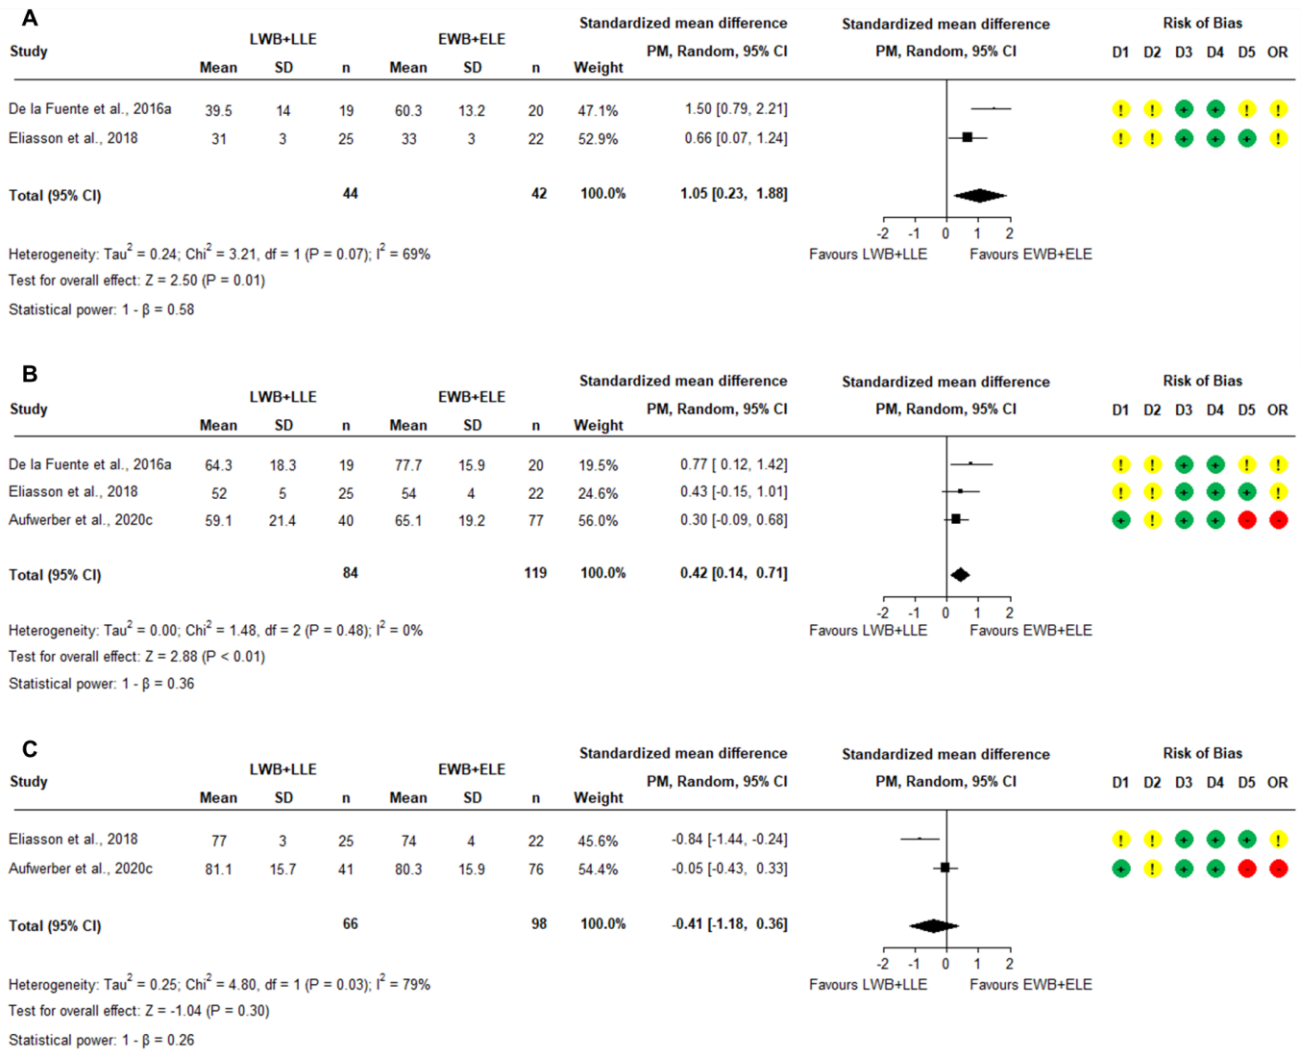 A
Standardized mean difference Standardized mean difference Risk of Bias
LWB+LLE EWB+ELE
Study PM, Random, 95% CI PM, Random, 95% CI D1 D2 D3 D4 D5 OR
Mean SD n Mean SD n Weight
De la Fuente et al., 2016a 39.5 14 19 60.3 13.2 20 47.1% 1.50 [0.79, 2.21] ! ! + + ! !
Eliasson et al., 2018 31 3 25 33 3 22 52.9% 0.66 [0.07, 1.24] ! ! + + + !
Total (95% CI) 44 42 100.0% 1.05 [0.23, 1.88]
-2 -1 0 1 2
Heterogeneity: Tau² = 0.24; Chi² = 3.21, df = 1 (P = 0.07); I² = 69% Favours LWB+LLE Favours EWB+ELE
Test for overall effect: Z = 2.50 (P = 0.01)
Statistical power: 1 - β = 0.58
B
Standardized mean difference Standardized mean difference Risk of Bias
LWB+LLE EWB+ELE
Study PM, Random, 95% CI PM, Random, 95% CI D1 D2 D3 D4 D5 OR
Mean SD n Mean SD n Weight
De la Fuente et al., 2016a 64.3 18.3 19 77.7 15.9 20 19.5% 0.77 [ 0.12, 1.42] ! ! + + ! !
Eliasson et al., 2018 52 5 25 54 4 22 24.6% 0.43 [-0.15, 1.01] ! ! + + + !
Aufwerber et al., 2020c 59.1 21.4 40 65.1 19.2 77 56.0% 0.30 [-0.09, 0.68] + ! + + - -
Total (95% CI) 84 119 100.0% 0.42 [0.14, 0.71]
-2 -1 0 1 2
Heterogeneity: Tau² = 0.00; Chi² = 1.48, df = 2 (P = 0.48); I² = 0% Favours LWB+LLE Favours EWB+ELE
Test for overall effect: Z = 2.88 (P < 0.01)
Statistical power: 1 - β = 0.36
C
Standardized mean difference Standardized mean difference Risk of Bias
LWB+LLE EWB+ELE
Study PM, Random, 95% CI PM, Random, 95% CI D1 D2 D3 D4 D5 OR
Mean SD n Mean SD n Weight
Eliasson et al., 2018 77 3 25 74 4 22 45.6% -0.84 [-1.44, -0.24] ! ! + + + !
Aufwerber et al., 2020c 81.1 15.7 41 80.3 15.9 76 54.4% -0.05 [-0.43, 0.33] + ! + + - -
Total (95% CI) 66 98 100.0% -0.41 [-1.18, 0.36]
-2 -1 0 1 2
Heterogeneity: Tau² = 0.25; Chi² = 4.80, df = 1 (P = 0.03); I² = 79% Favours LWB+LLE Favours EWB+ELE
Test for overall effect: Z = -1.04 (P = 0.30)
Statistical power: 1 - β = 0.26